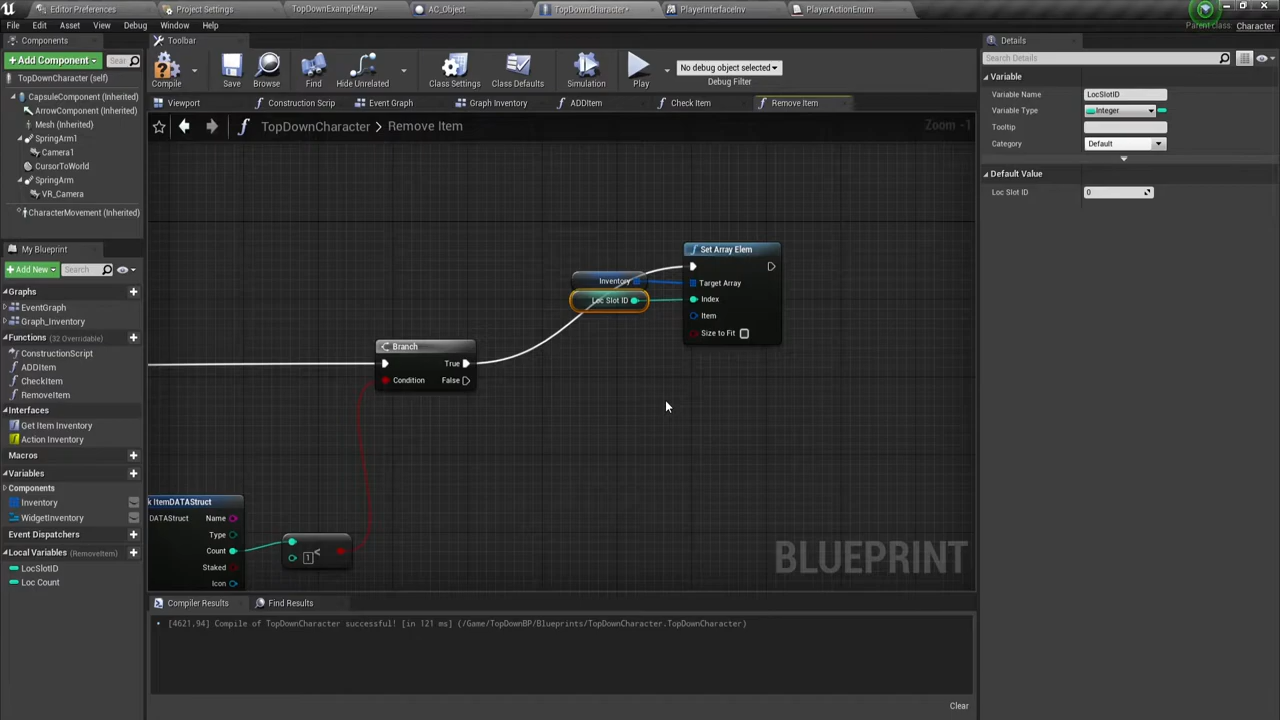 Editor Preferences
Project Settings
TopDownExampleMap•
AC_Object
TopDownCharacter•
PlayerInterfaceInv
PlayerActionEnum
Parent class: Character
File Edit Asset View Debug Window Help
Components
Toolbar
Details
+ Add Component
Sear
Compile
Save
Browse
Find
Hide Unrelated
Class Settings
Class Defaults
Simulation
Play
No debug object selected
Debug Filter
Search Details
TopDownCharacter (self)
CapsuleComponent (Inherited)
ArrowComponent (Inherited)
Mesh (Inherited)
SpringArm1
Camera1
CursorToWorld
SpringArm
VR_Camera
CharacterMovement (Inherited)
Viewport
Construction Scrip
Event Graph
Graph Inventory
ADDItem
Check Item
Remove Item
TopDownCharacter > Remove Item
Zoom -1
Variable
Variable Name LocSlotID
Variable Type Integer
Tooltip
Category Default
Default Value
Loc Slot ID 0
My Blueprint
+ Add New
Search
Graphs
EventGraph
Graph_Inventory
Functions (32 Overridable)
ConstructionScript
ADDItem
CheckItem
RemoveItem
Interfaces
Get Item Inventory
Action Inventory
Macros
Variables
Components
Inventory
WidgetInventory
Event Dispatchers
Local Variables (RemoveItem)
LocSlotID
Loc Count
Set Array Elem
Inventory
Loc Slot ID
Target Array
Index
Item
Size to Fit
Branch
True
Condition
False
k ItemDATAStruct
DATAStruct
Name
Type
Count
Staked
Icon
1
<
BLUEPRINT
Compiler Results
Find Results
• [4621.94] Compile of TopDownCharacter successful! [in 121 ms] (/Game/TopDownBP/Blueprints/TopDownCharacter.TopDownCharacter)
Clear